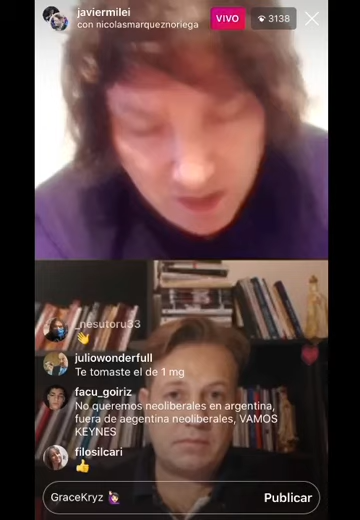 javiermilei
con nicolasmarqueznoriega
VIVO
3138
_nesutoru33
👋
juliowonderfull
Te tomaste el de 1 mg
facu_goiriz
No queremos neoliberales en argentina,
fuera de aegentina neoliberales, VAMOS
KEYNES
filosilcari
👍
GraceKryz 🙋🏻‍♀️
Publicar